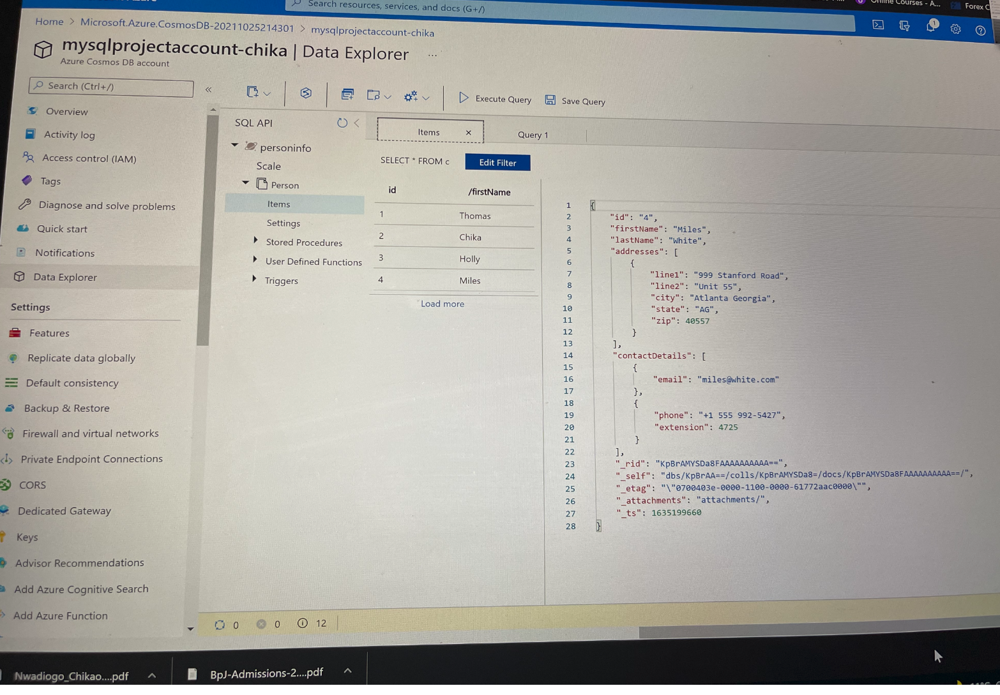 Search resources, services, and docs (G+/)
Online Courses - A...
Forex C
Home > Microsoft.Azure.CosmosDB-20211025214301 > mysqlprojectaccount-chika
1
mysqlprojectaccount-chika | Data Explorer ...
Azure Cosmos DB account
Search (Ctrl+/)
«
Overview
Activity log
Access control (IAM)
Tags
Diagnose and solve problems
Quick start
Notifications
Data Explorer
Settings
Features
Replicate data globally
Default consistency
Backup & Restore
Firewall and virtual networks
Private Endpoint Connections
CORS
Dedicated Gateway
Keys
Advisor Recommendations
Add Azure Cognitive Search
Add Azure Function
Execute Query
Save Query
SQL API
personinfo
Scale
Person
Items
Settings
Stored Procedures
User Defined Functions
Triggers
Items ×
Query 1
SELECT * FROM c
Edit Filter
id /firstName
1 Thomas
2 Chika
3 Holly
4 Miles
Load more
1 {
2 "id": "4",
3 "firstName": "Miles",
4 "lastName": "White",
5 "addresses": [
6 {
7 "line1": "999 Stanford Road",
8 "line2": "Unit 55",
9 "city": "Atlanta Georgia",
10 "state": "AG",
11 "zip": 40557
12 }
13 ],
14 "contactDetails": [
15 {
16 "email": "miles@white.com"
17 },
18 {
19 "phone": "+1 555 992-5427",
20 "extension": 4725
21 }
22 ],
23 "_rid": "KpBrAMYSDa8FAAAAAAAAAA==",
24 "_self": "dbs/KpBrAA==/colls/KpBrAMYSDa8=/docs/KpBrAMYSDa8FAAAAAAAAAA==/",
25 "_etag": "\"0700403e-0000-1100-0000-61772aac0000\"",
26 "_attachments": "attachments/",
27 "_ts": 1635199660
28 }
0 0 12
Nwadiogo_Chikao....pdf
BpJ-Admissions-2....pdf